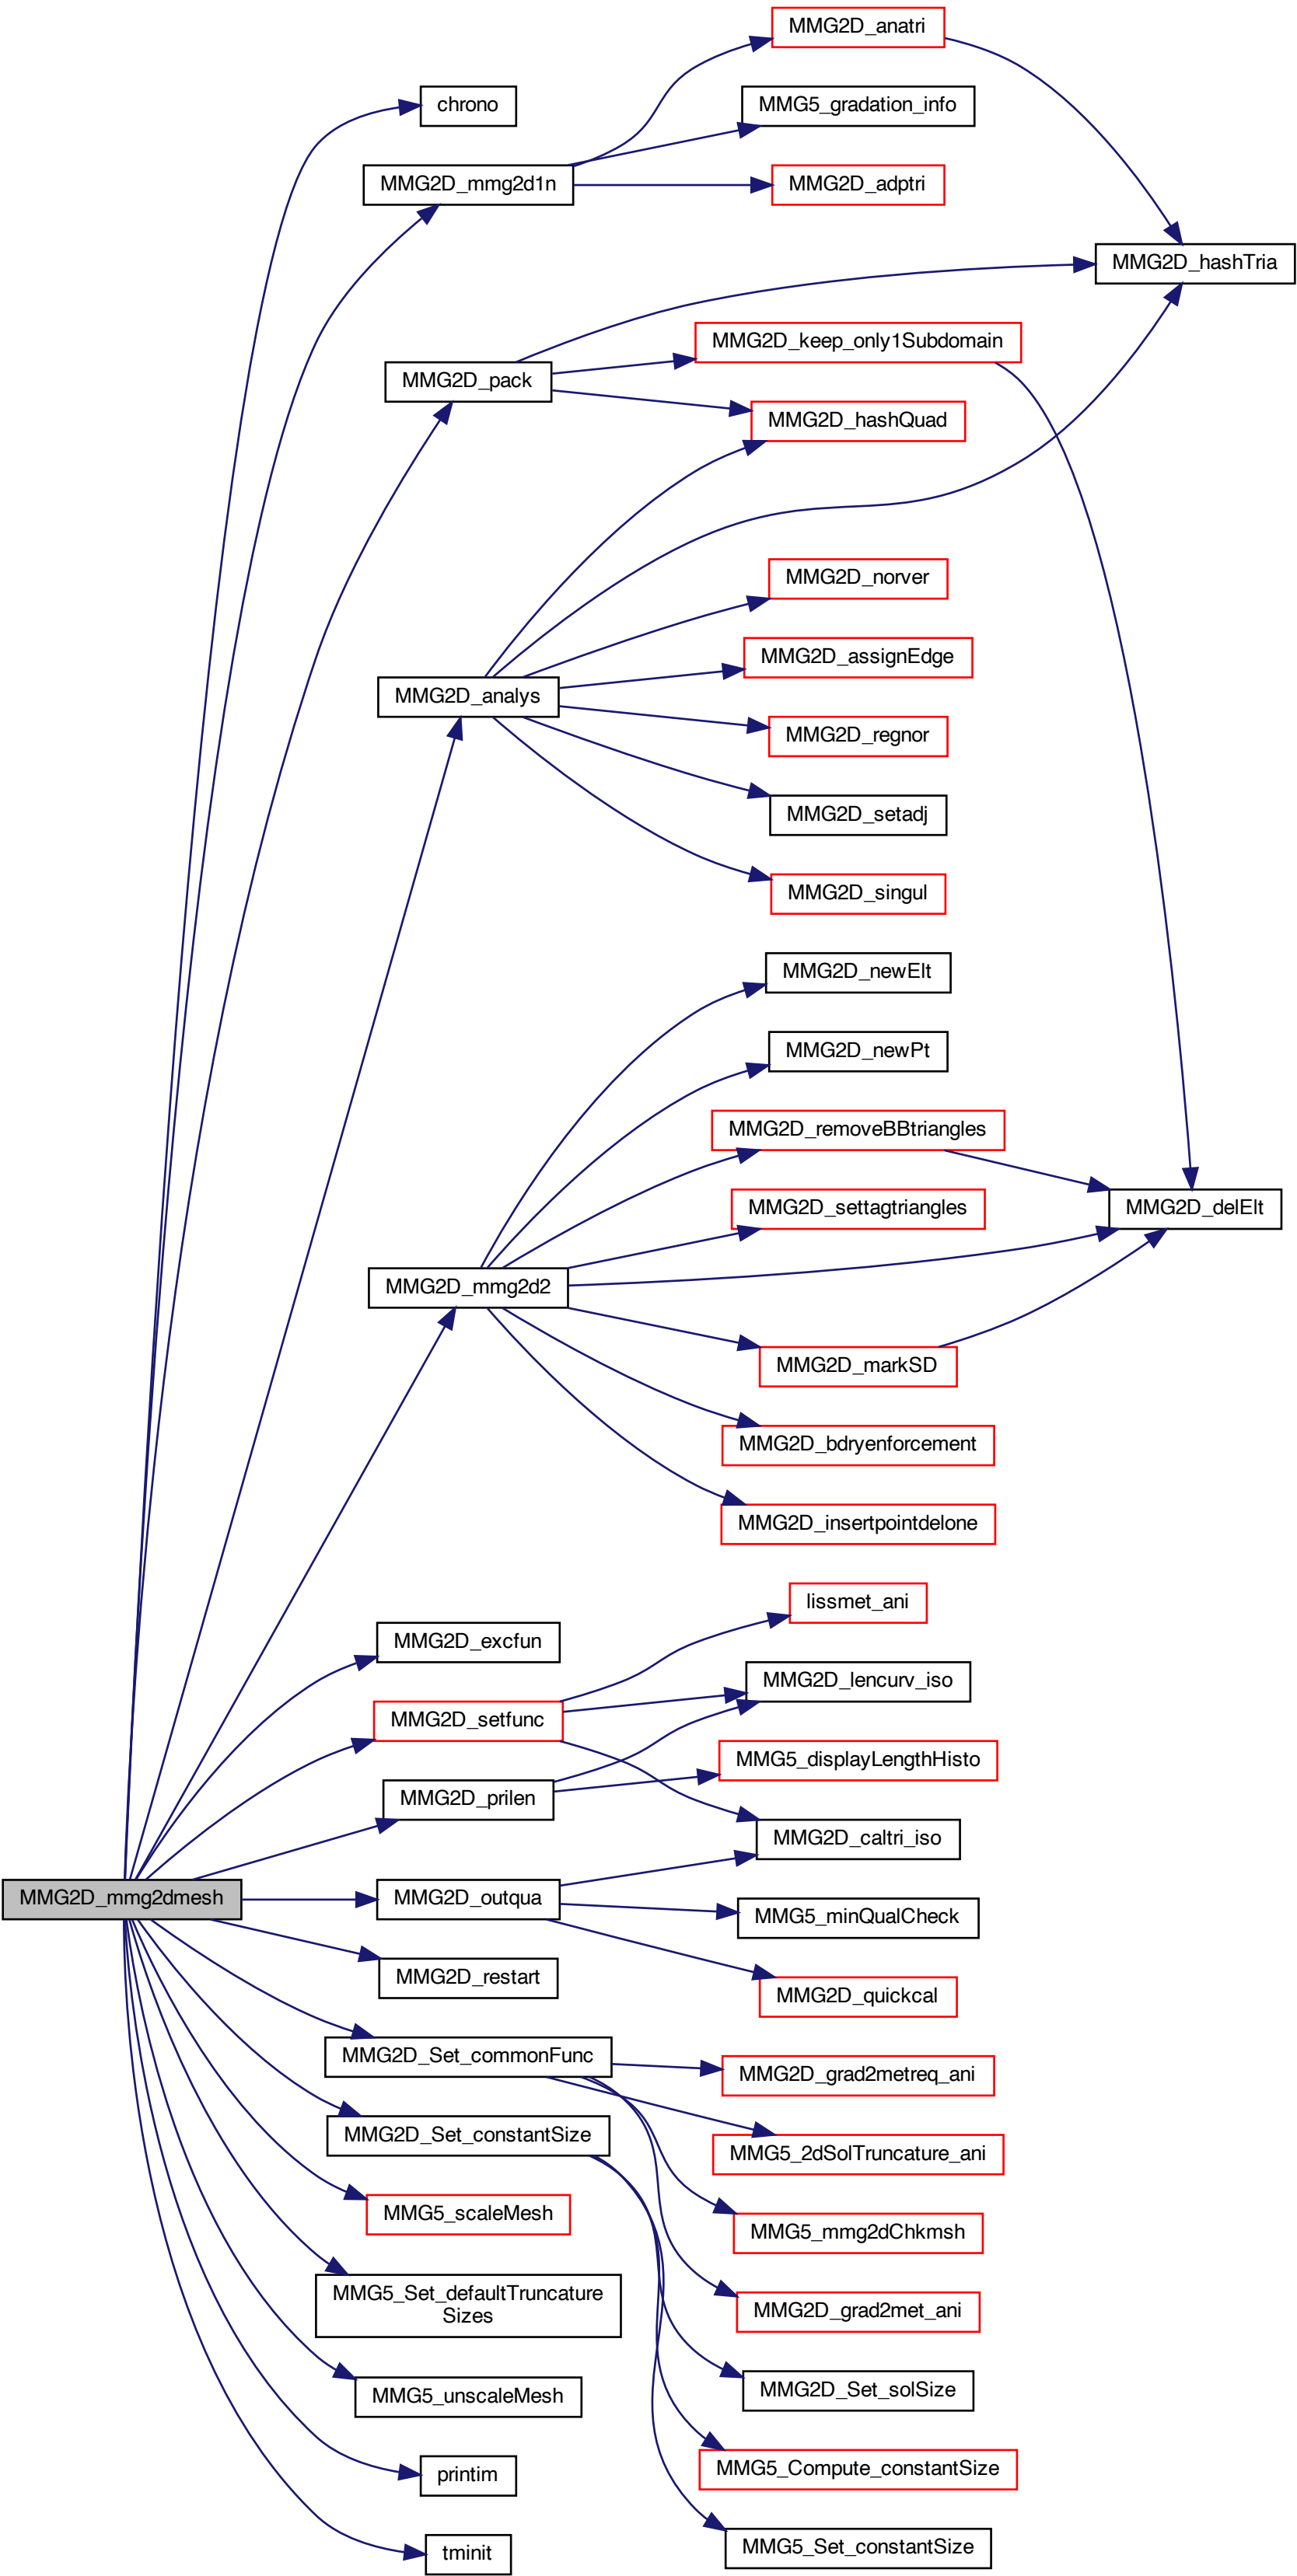 MMG2D_anatri
chrono
MMG5_gradation_info
MMG2D_mmg2d1n
MMG2D_adptri
MMG2D_hashTria
MMG2D_keep_only1Subdomain
MMG2D_pack
MMG2D_hashQuad
MMG2D_norver
MMG2D_assignEdge
MMG2D_analys
MMG2D_regnor
MMG2D_setadj
MMG2D_singul
MMG2D_newElt
MMG2D_newPt
MMG2D_removeBBtriangles
MMG2D_settagtriangles
MMG2D_delElt
MMG2D_mmg2d2
MMG2D_markSD
MMG2D_bdryenforcement
MMG2D_insertpointdelone
lissmet_ani
MMG2D_excfun
MMG2D_lencurv_iso
MMG2D_setfunc
MMG5_displayLengthHisto
MMG2D_prilen
MMG2D_caltri_iso
MMG2D_mmg2dmesh
MMG2D_outqua
MMG5_minQualCheck
MMG2D_restart
MMG2D_quickcal
MMG2D_Set_commonFunc
MMG2D_grad2metreq_ani
MMG2D_Set_constantSize
MMG5_2dSolTruncature_ani
MMG5_scaleMesh
MMG5_mmg2dChkmsh
MMG5_Set_defaultTruncature
Sizes
MMG2D_grad2met_ani
MMG5_unscaleMesh
MMG2D_Set_solSize
printim
MMG5_Compute_constantSize
tminit
MMG5_Set_constantSize